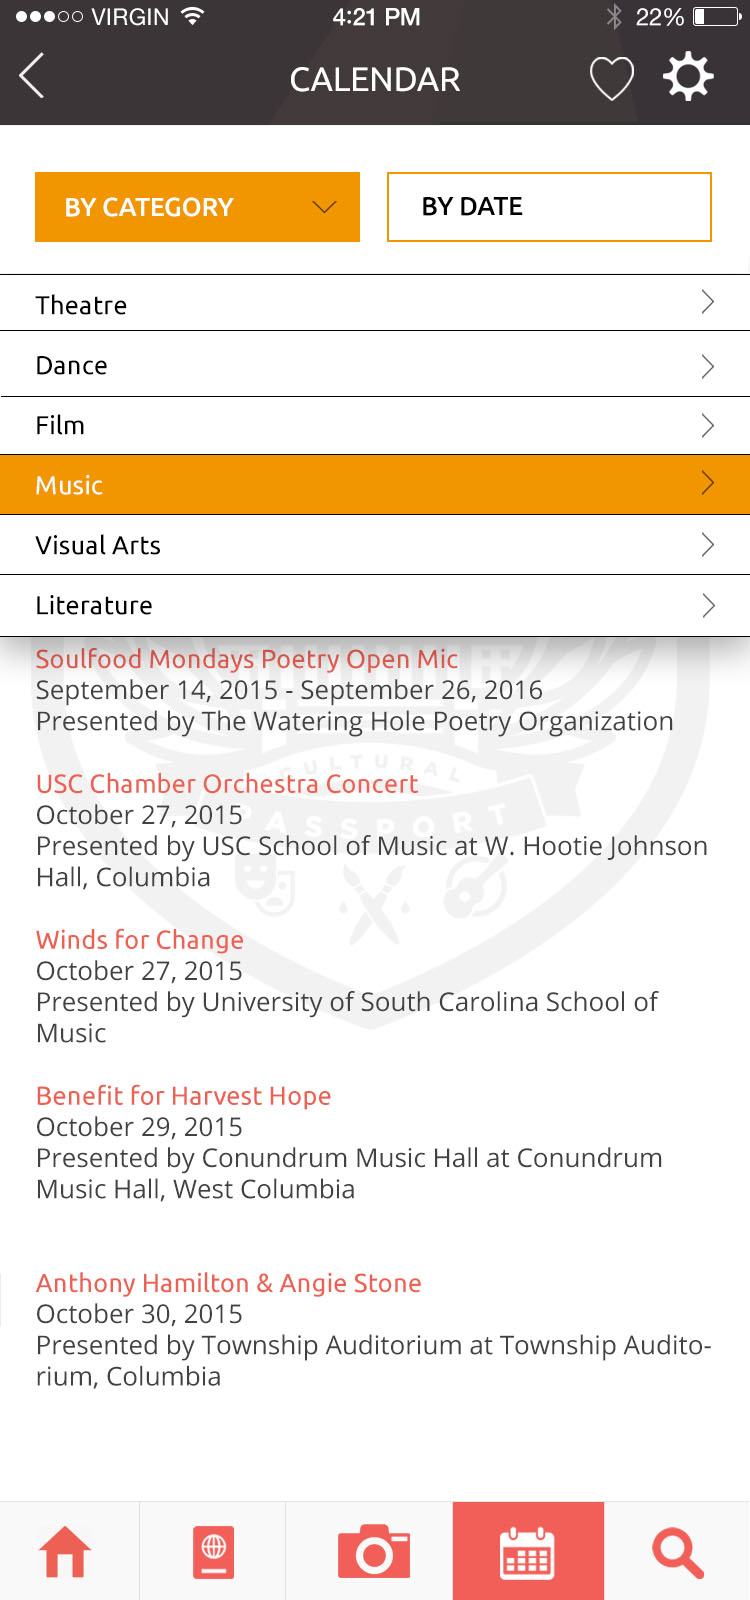 VIRGIN 4:21 PM 22%
CALENDAR
BY CATEGORY BY DATE
Theatre
Dance
Film
Music
Visual Arts
Literature
Soulfood Mondays Poetry Open Mic
September 14, 2015 - September 26, 2016
Presented by The Watering Hole Poetry Organization
CULTURAL
PASSPORT
USC Chamber Orchestra Concert
October 27, 2015
Presented by USC School of Music at W. Hootie Johnson
Hall, Columbia
Winds for Change
October 27, 2015
Presented by University of South Carolina School of
Music
Benefit for Harvest Hope
October 29, 2015
Presented by Conundrum Music Hall at Conundrum
Music Hall, West Columbia
Anthony Hamilton & Angie Stone
October 30, 2015
Presented by Township Auditorium at Township Audito-
rium, Columbia